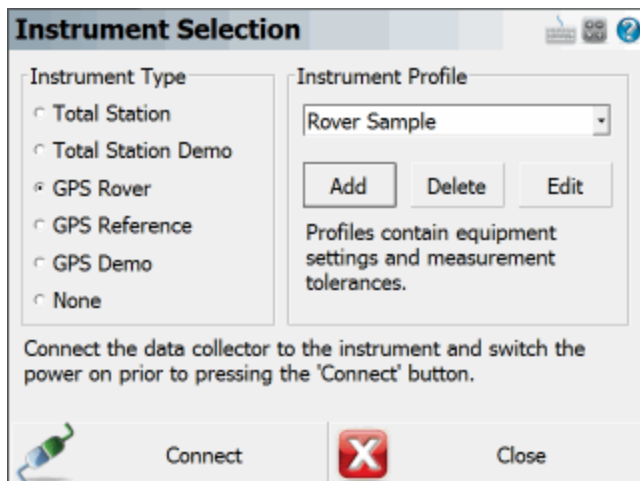 Instrument Selection
Instrument Type
Total Station
Total Station Demo
GPS Rover
GPS Reference
GPS Demo
None
Instrument Profile
Rover Sample
Add Delete Edit
Profiles contain equipment
settings and measurement
tolerances.
Connect the data collector to the instrument and switch the
power on prior to pressing the 'Connect' button.
Connect Close